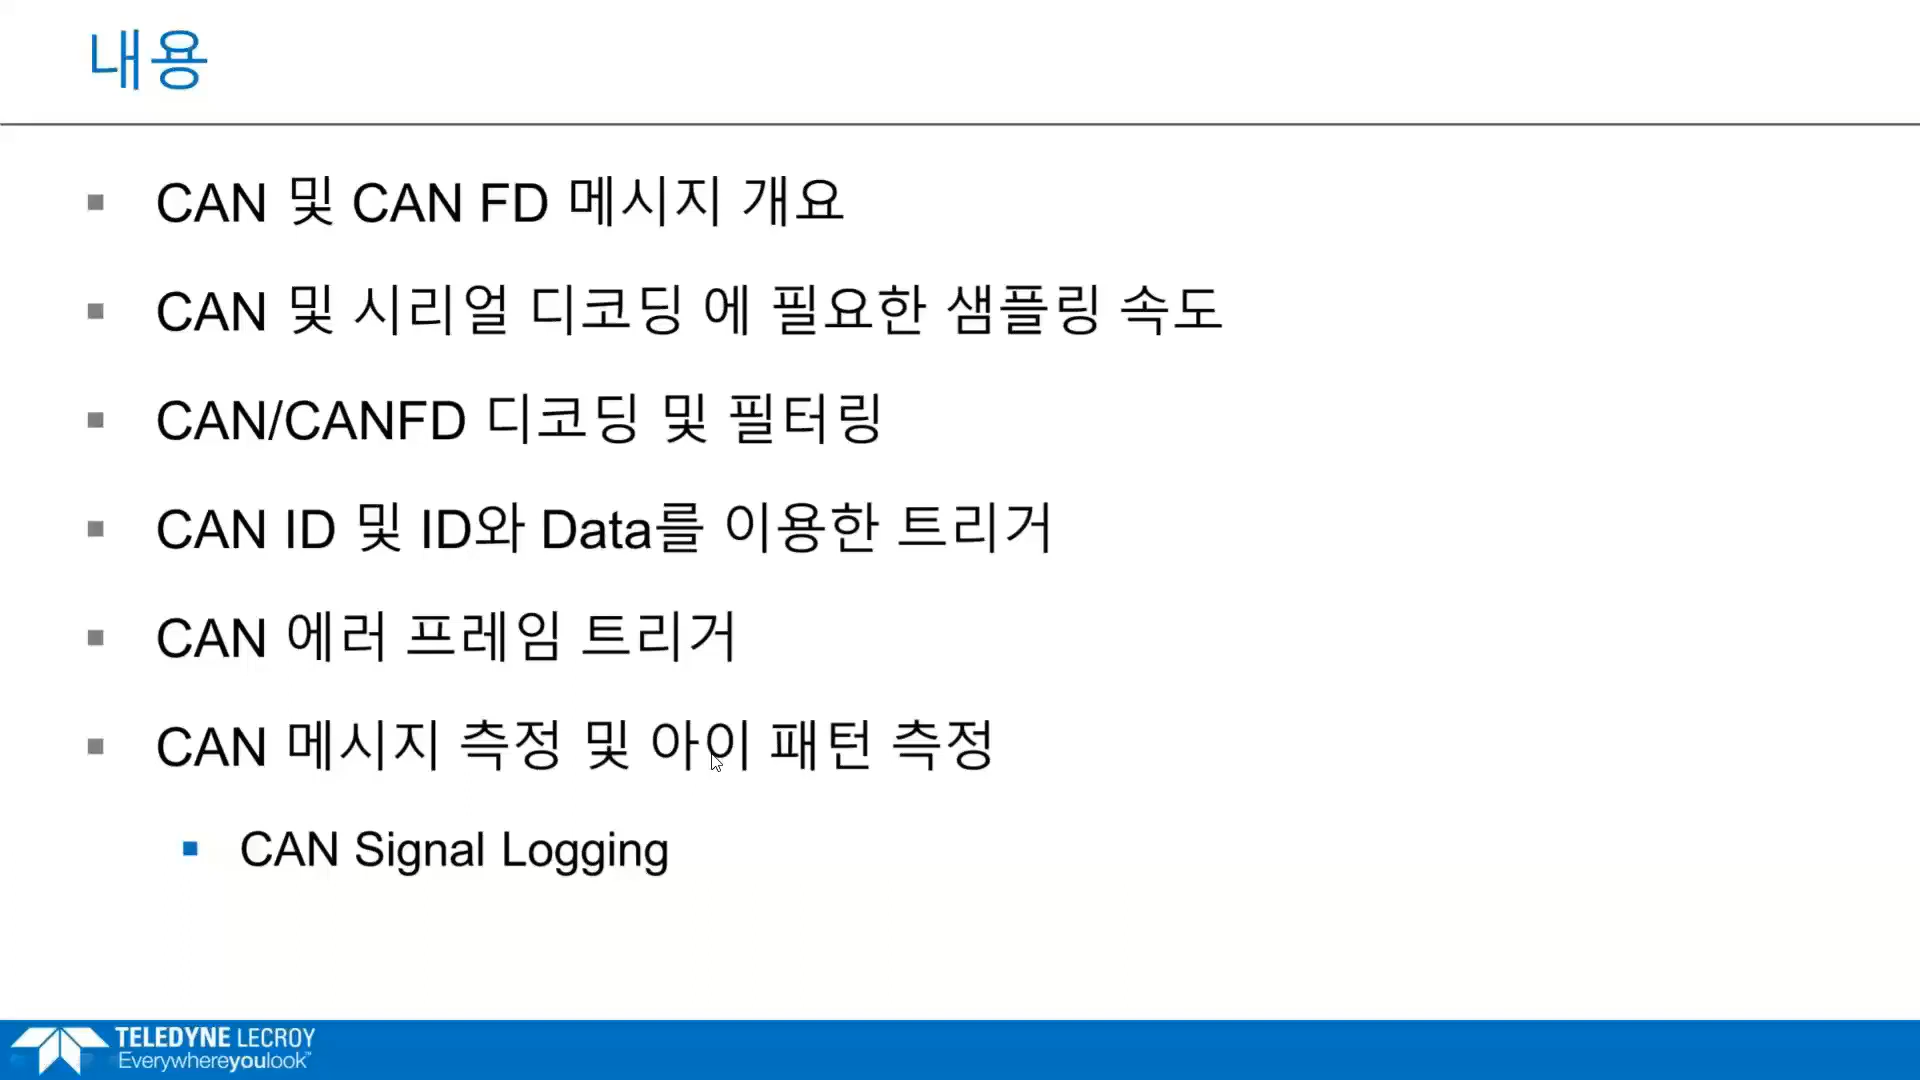 내용
CAN 및 CAN FD 메시지 개요
CAN 및 시리얼 디코딩 에 필요한 샘플링 속도
CAN/CANFD 디코딩 및 필터링
CAN ID 및 ID와 Data를 이용한 트리거
CAN 에러 프레임 트리거
CAN 메시지 측정 및 아이 패턴 측정
CAN Signal Logging
TELEDYNE LECROY
Everywhereyoulook™